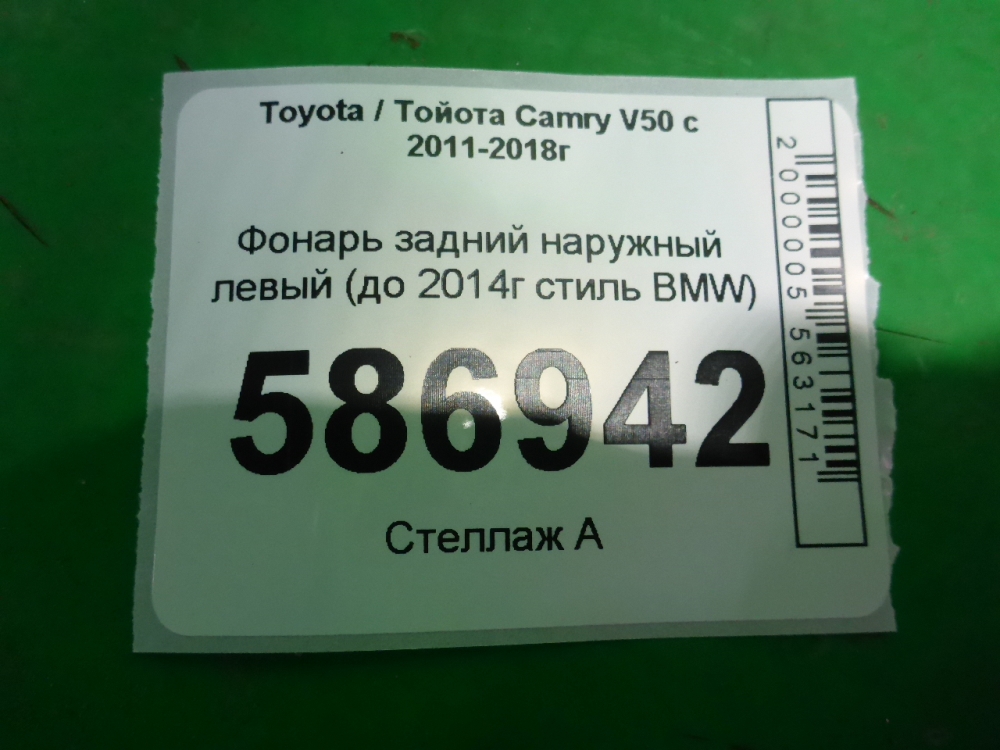 Toyota / Тойота Camry V50 с
2011-2018г
Фонарь задний наружный
левый (до 2014г стиль BMW)
586942
Стеллаж А
2000005563171